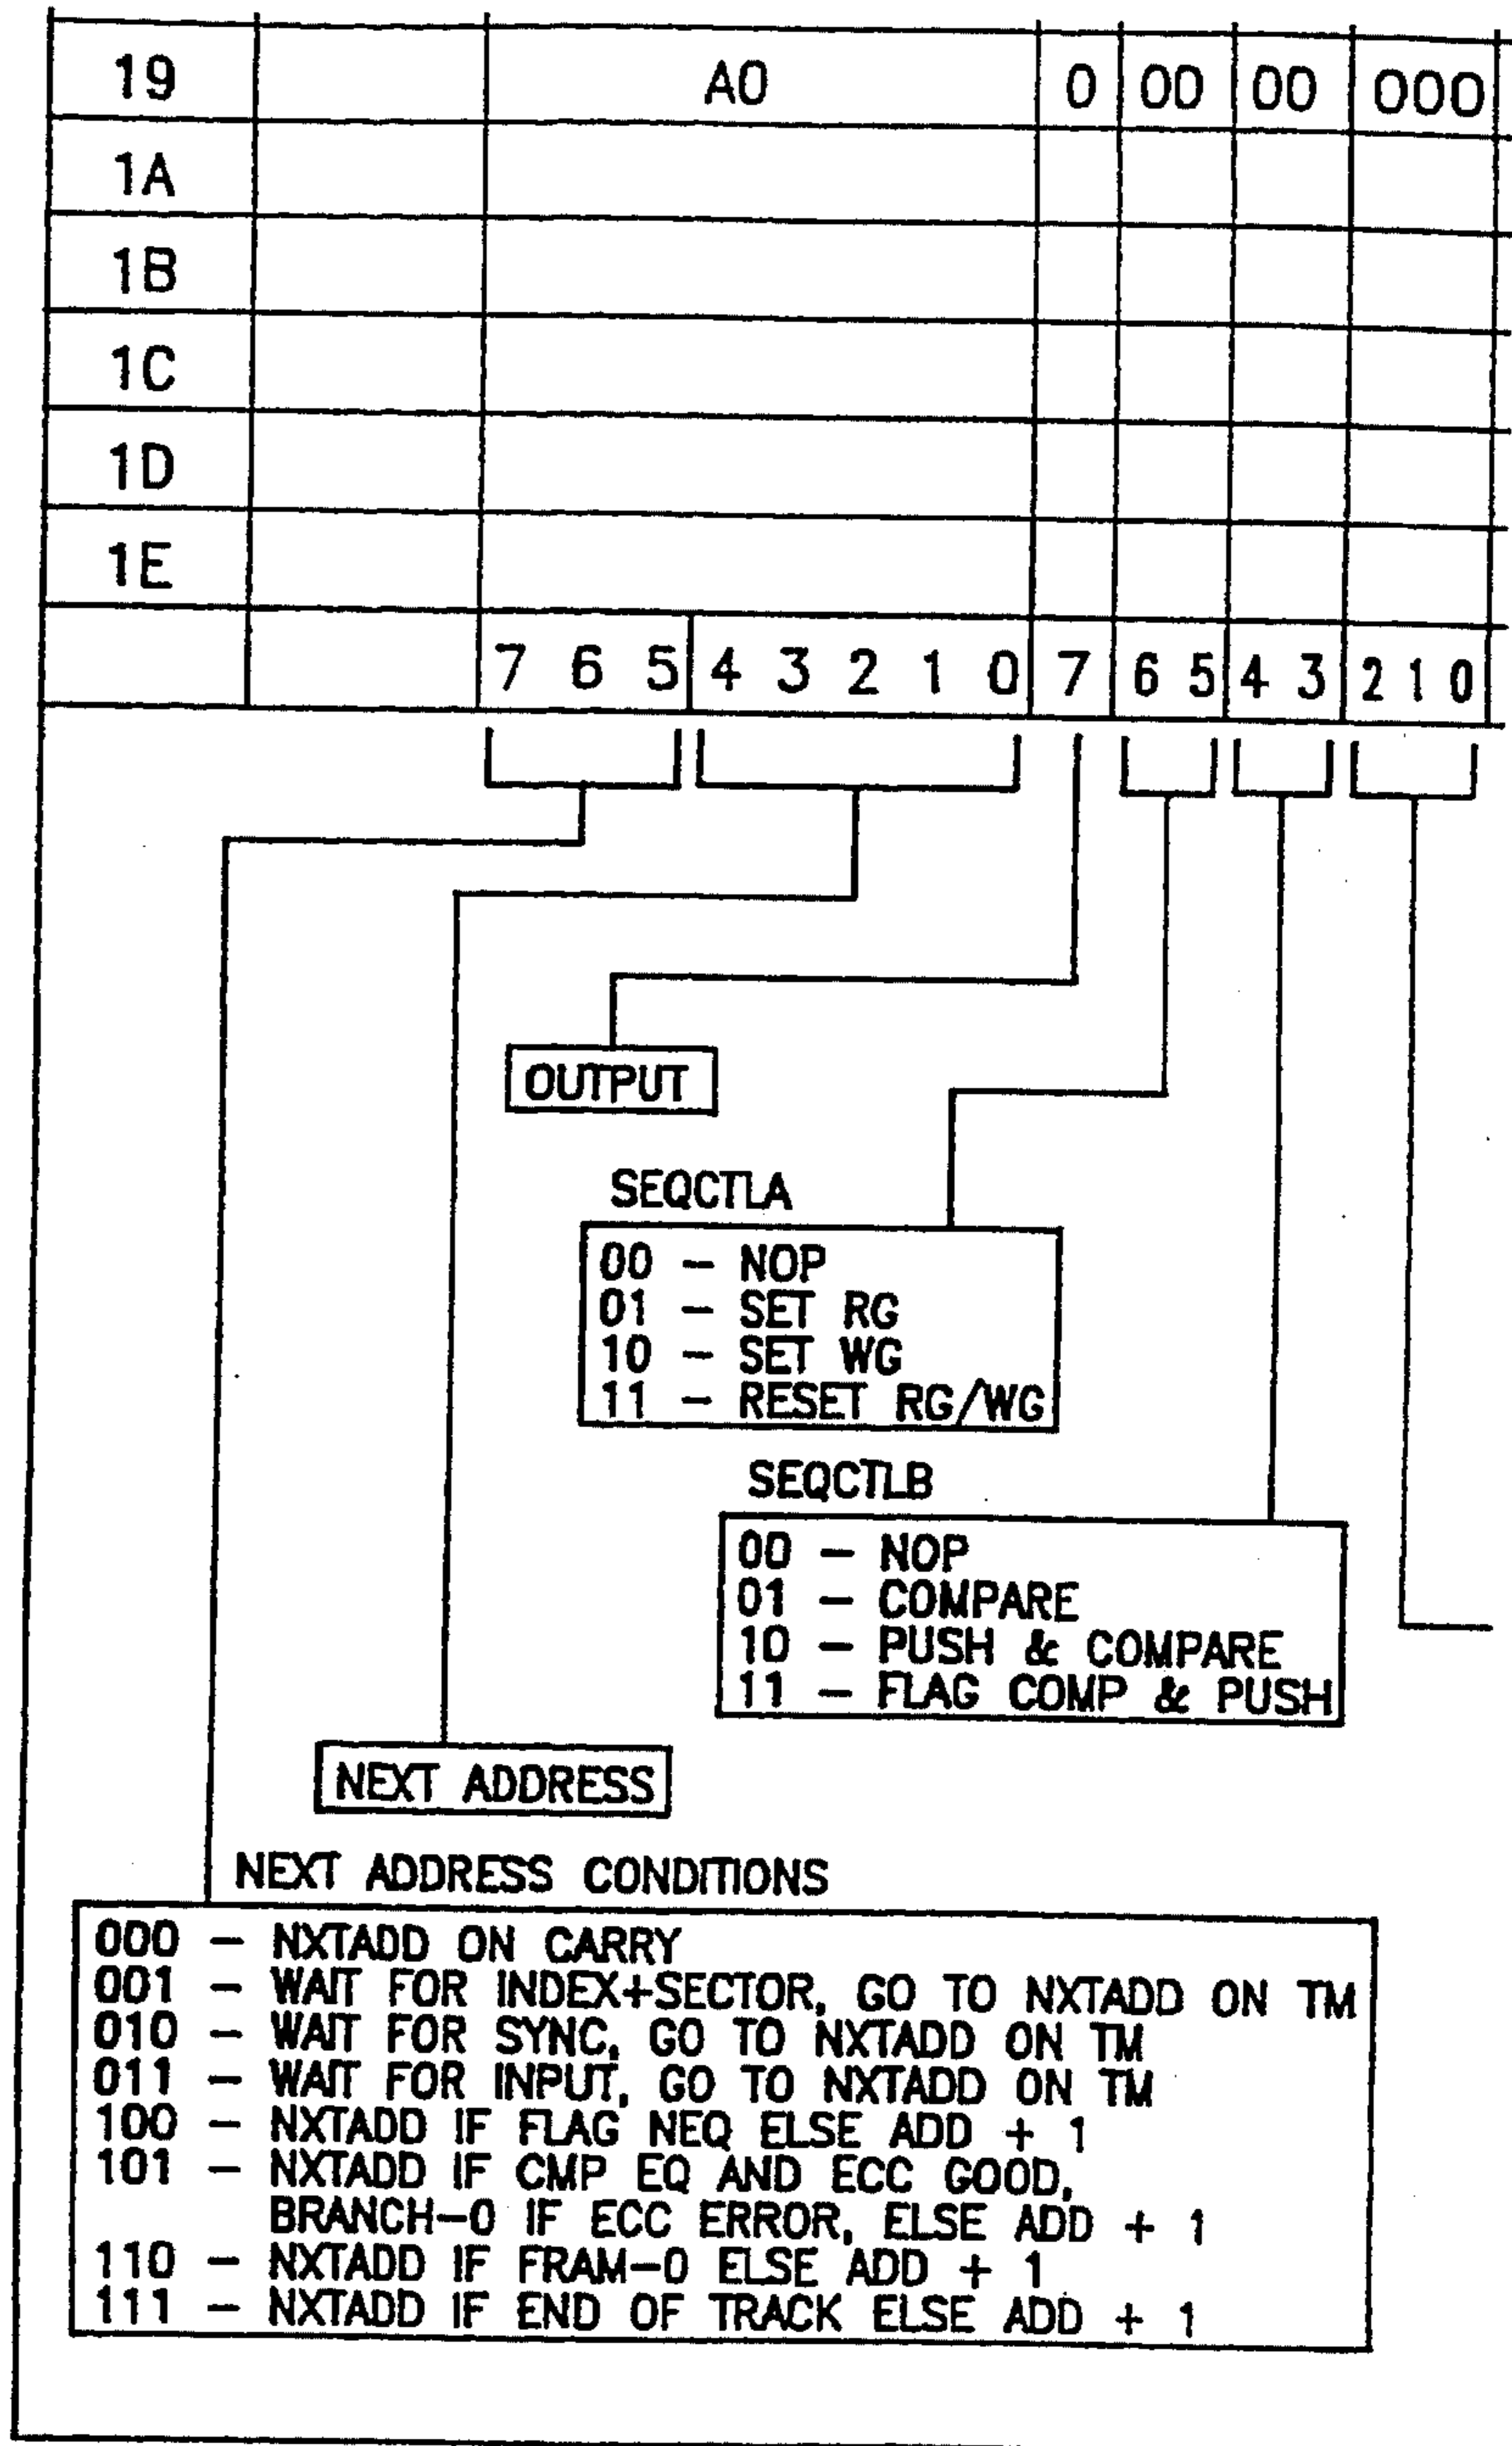 19 A0 0 00 00 000
1A
1B
1C
1D
1E
7 6 5 4 3 2 1 0 7 6 5 4 3 2 1 0
OUTPUT
SEQCTLA
00 – NOP
01 – SET RG
10 – SET WG
11 – RESET RG/WG
SEQCTLB
00 – NOP
01 – COMPARE
10 – PUSH & COMPARE
11 – FLAG COMP & PUSH
NEXT ADDRESS
NEXT ADDRESS CONDITIONS
000 – NXTADD ON CARRY
001 – WAIT FOR INDEX+SECTOR, GO TO NXTADD ON TM
010 – WAIT FOR SYNC, GO TO NXTADD ON TM
011 – WAIT FOR INPUT, GO TO NXTADD ON TM
100 – NXTADD IF FLAG NEQ ELSE ADD + 1
101 – NXTADD IF CMP EQ AND ECC GOOD,
BRANCH–0 IF ECC ERROR, ELSE ADD + 1
110 – NXTADD IF FRAM–0 ELSE ADD + 1
111 – NXTADD IF END OF TRACK ELSE ADD + 1